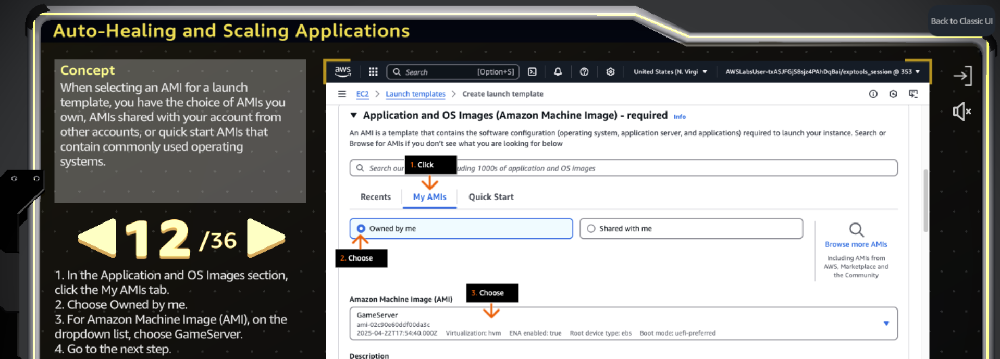 Back to Classic UI
Auto-Healing and Scaling Applications
Concept
When selecting an AMI for a launch
template, you have the choice of AMIs you
own, AMIs shared with your account from
other accounts, or quick start AMIs that
contain commonly used operating
systems.
12 /36
1. In the Application and OS Images section,
click the My AMIs tab.
2. Choose Owned by me.
3. For Amazon Machine Image (AMI), on the
dropdown list, choose GameServer.
4. Go to the next step.
aws
Search [Option+S]
United States (N. Virgi
AWSLabsUser-txASJFGjS8sjz4PAhDqBai/exptools_session @ 353
EC2 > Launch templates > Create launch template
Application and OS Images (Amazon Machine Image) - required Info
An AMI is a template that contains the software configuration (operating system, application server, and applications) required to launch your instance. Search or
Browse for AMIs if you don't see what you are looking for below
1. Click
Search our uding 1000s of application and OS images
Recents My AMIs Quick Start
Owned by me
Shared with me
2. Choose
Browse more AMIs
Including AMIs from
AWS, Marketplace and
the Community
3. Choose
Amazon Machine Image (AMI)
GameServer
ami-02c90e60ddf00da3c
2025-04-22T17:54:40.000Z Virtualization: hvm ENA enabled: true Root device type: ebs Boot mode: uefi-preferred
Description